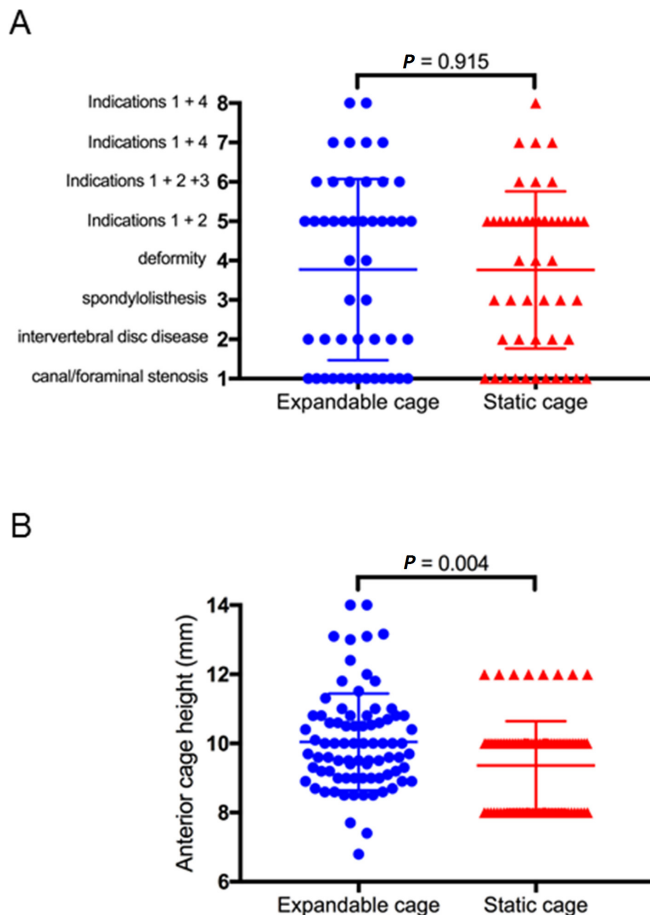 A
P = 0.915
Indications 1 + 4 8
Indications 1 + 4 7
Indications 1 + 2 +3 6
Indications 1 + 2 5
deformity 4
spondylolisthesis 3
intervertebral disc disease 2
canal/foraminal stenosis 1
Expandable cage Static cage
B
P = 0.004
Anterior cage height (mm)
14
12
10
8
6
Expandable cage Static cage